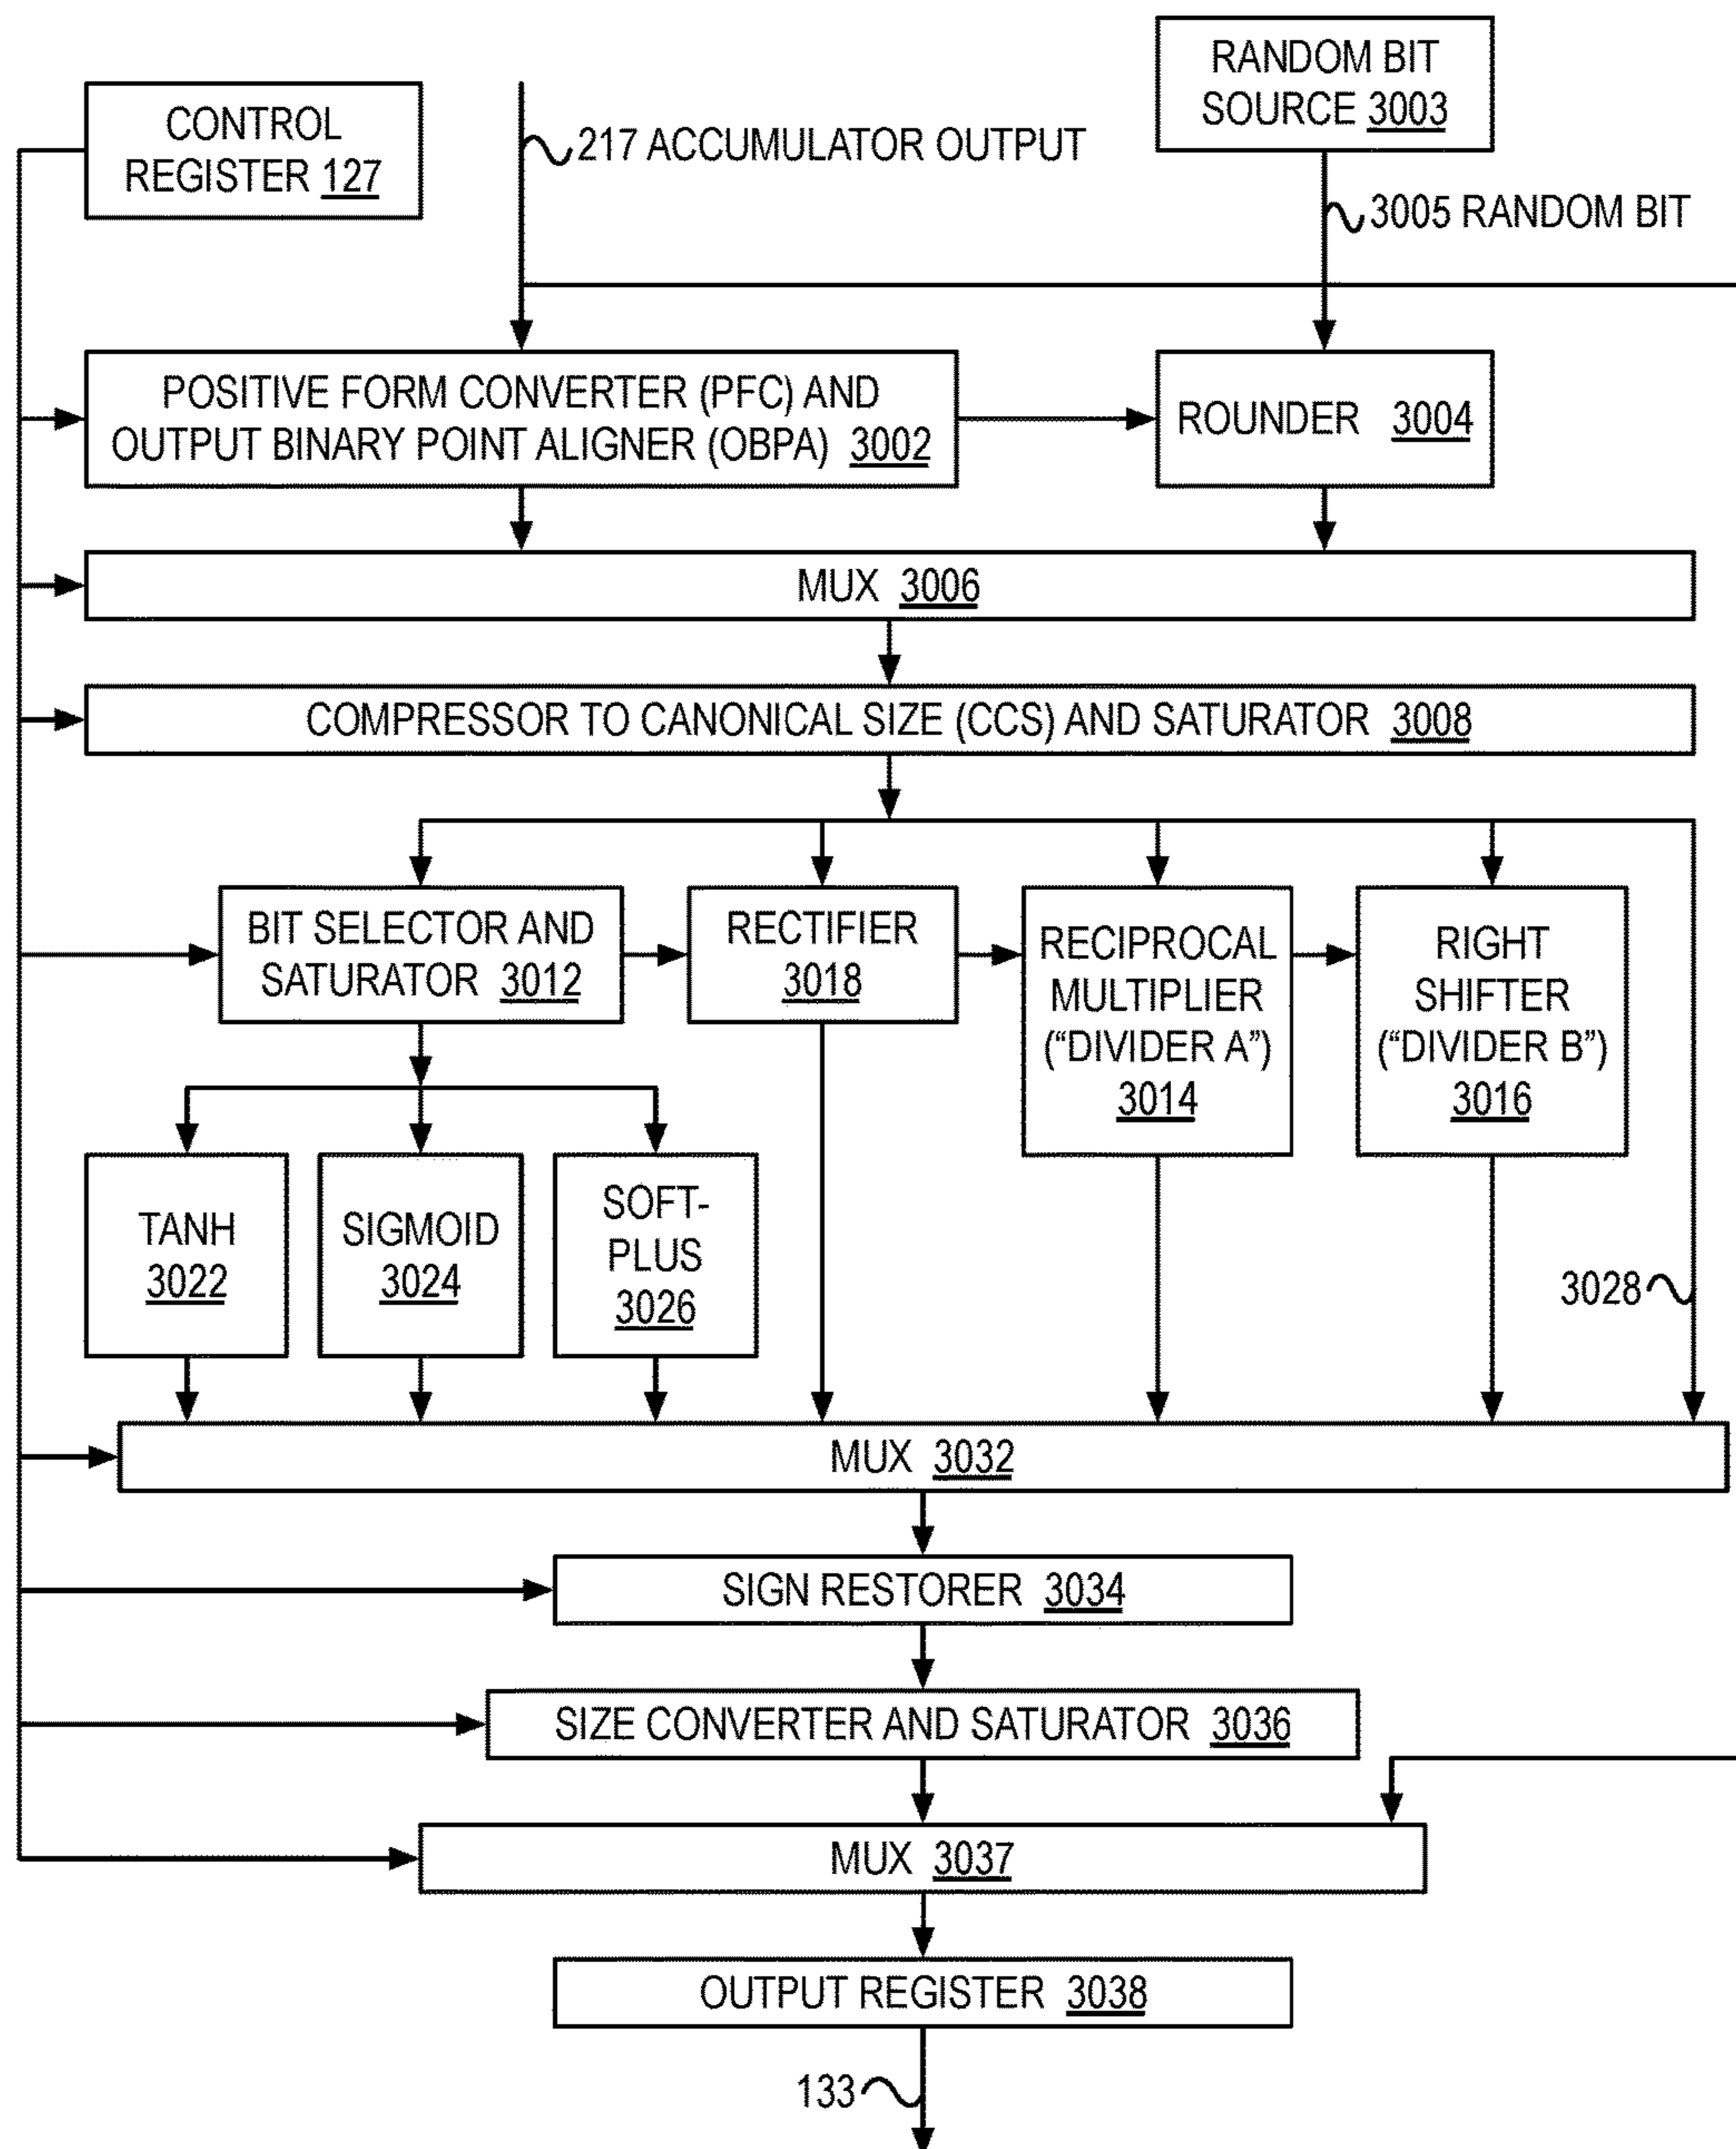 RANDOM BIT
SOURCE 3003
CONTROL
REGISTER 127
217 ACCUMULATOR OUTPUT
3005 RANDOM BIT
POSITIVE FORM CONVERTER (PFC) AND
OUTPUT BINARY POINT ALIGNER (OBPA) 3002
ROUNDER 3004
MUX 3006
COMPRESSOR TO CANONICAL SIZE (CCS) AND SATURATOR 3008
BIT SELECTOR AND
SATURATOR 3012
RECTIFIER
3018
RECIPROCAL
MULTIPLIER
(“DIVIDER A”)
3014
RIGHT
SHIFTER
(“DIVIDER B”)
3016
TANH
3022
SIGMOID
3024
SOFT-
PLUS
3026
3028
MUX 3032
SIGN RESTORER 3034
SIZE CONVERTER AND SATURATOR 3036
MUX 3037
OUTPUT REGISTER 3038
133